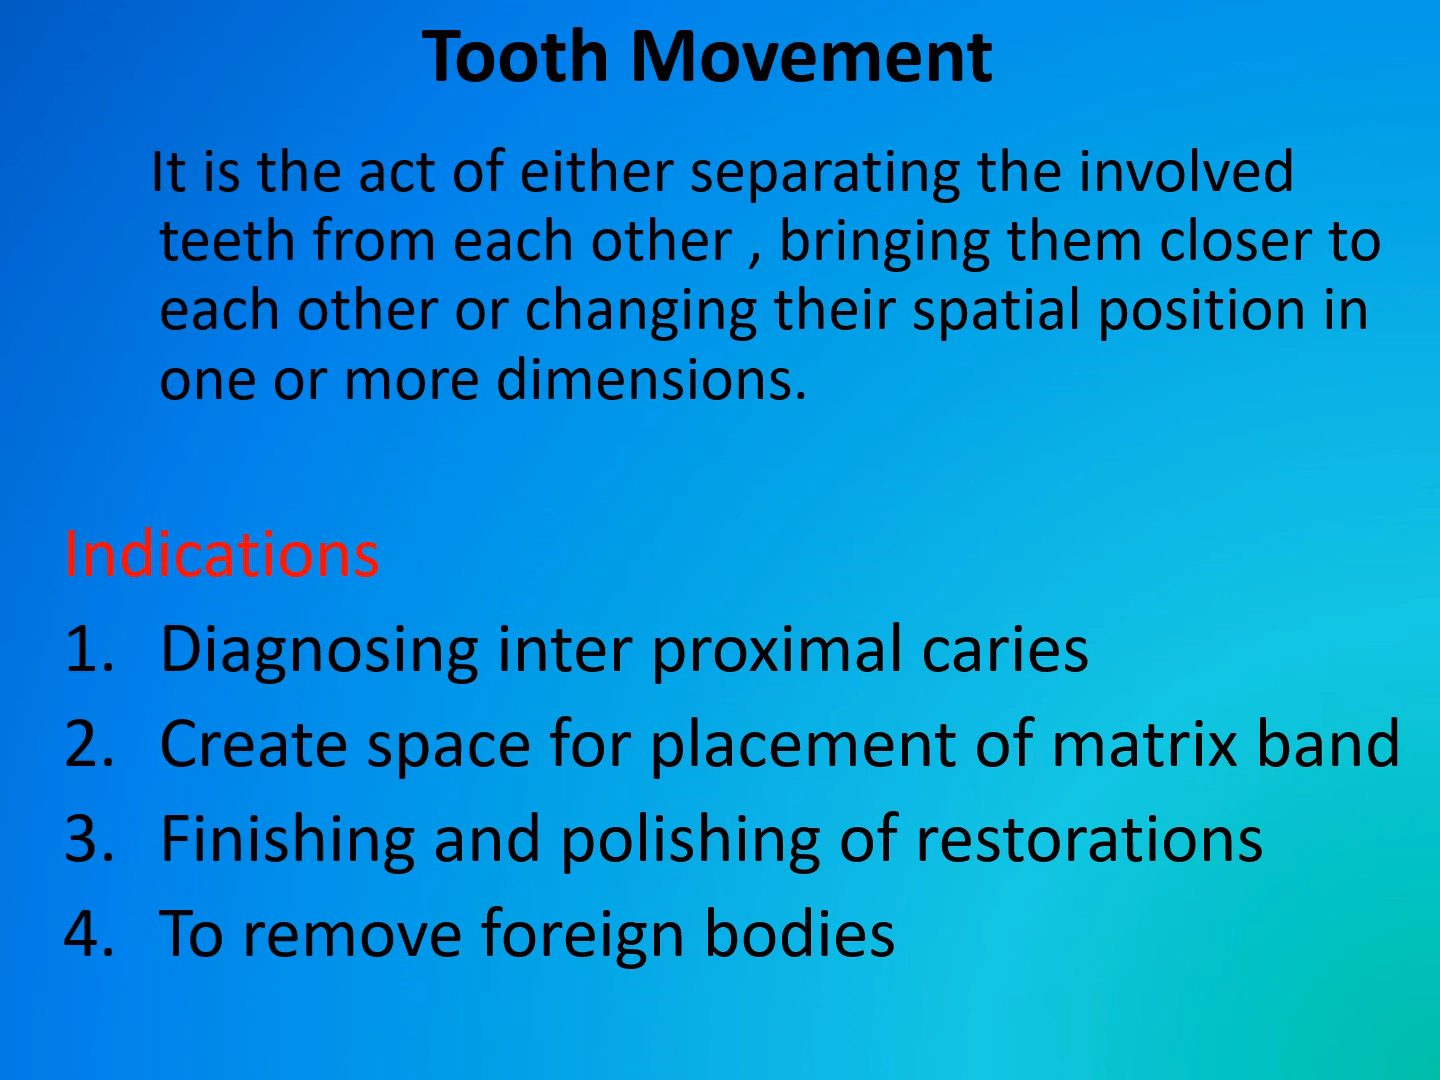 Tooth Movement
It is the act of either separating the involved
teeth from each other , bringing them closer to
each other or changing their spatial position in
one or more dimensions.
Indications
1. Diagnosing inter proximal caries
2. Create space for placement of matrix band
3. Finishing and polishing of restorations
4. To remove foreign bodies